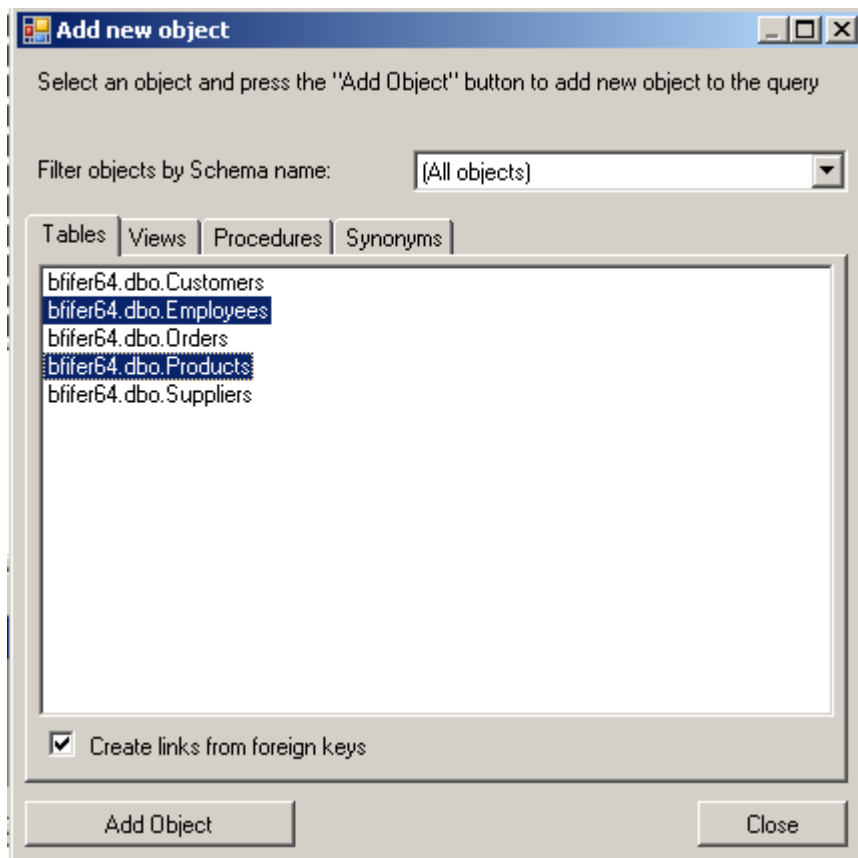 Add new object
Select an object and press the "Add Object" button to add new object to the query
Filter objects by Schema name: (All objects)
Tables Views Procedures Synonyms
bfifer64.dbo.Customers
bfifer64.dbo.Employees
bfifer64.dbo.Orders
bfifer64.dbo.Products
bfifer64.dbo.Suppliers
Create links from foreign keys
Add Object Close